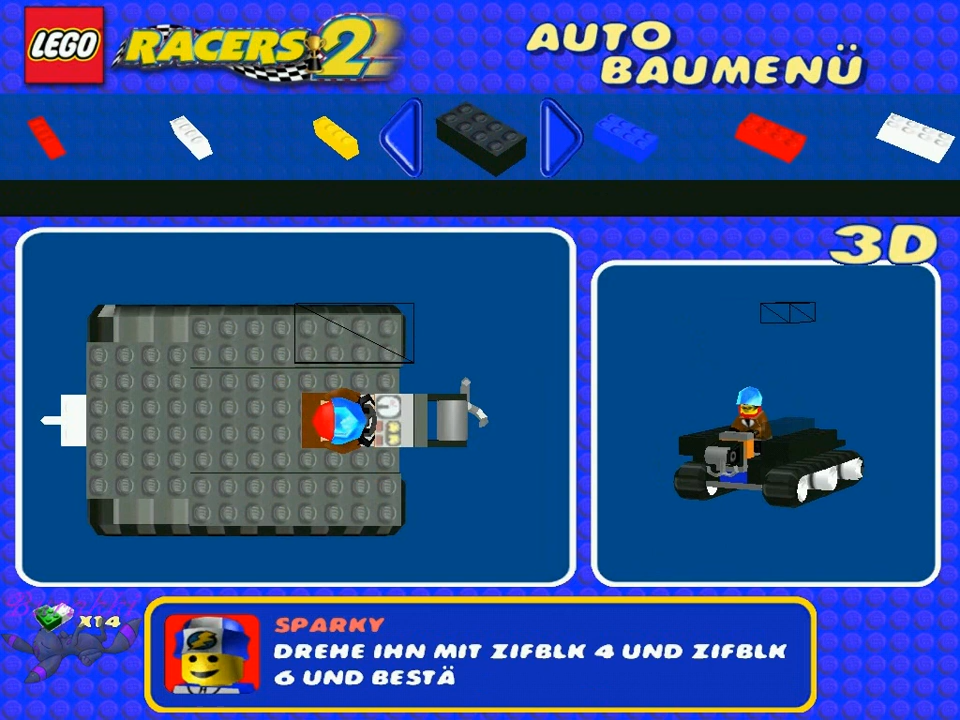 LEGO RACERS 2
AUTO
BAUMENÜ
3D
X14
SPARKY
DREHE IHN MIT ZIFBLK 4 UND ZIFBLK
6 UND BESTÄ